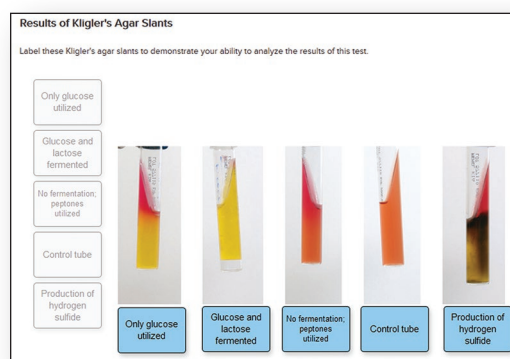 Results of Kligler's Agar Slants
Label these Kligler's agar slants to demonstrate your ability to analyze the results of this test.
Only glucose
utilized
Glucose and
lactose
fermented
No fermentation;
peptones
utilized
Control tube
Production of
hydrogen
sulfide
Only glucose
utilized
Glucose and
lactose
fermented
No fermentation;
peptones
utilized
Control tube
Production of
hydrogen
sulfide